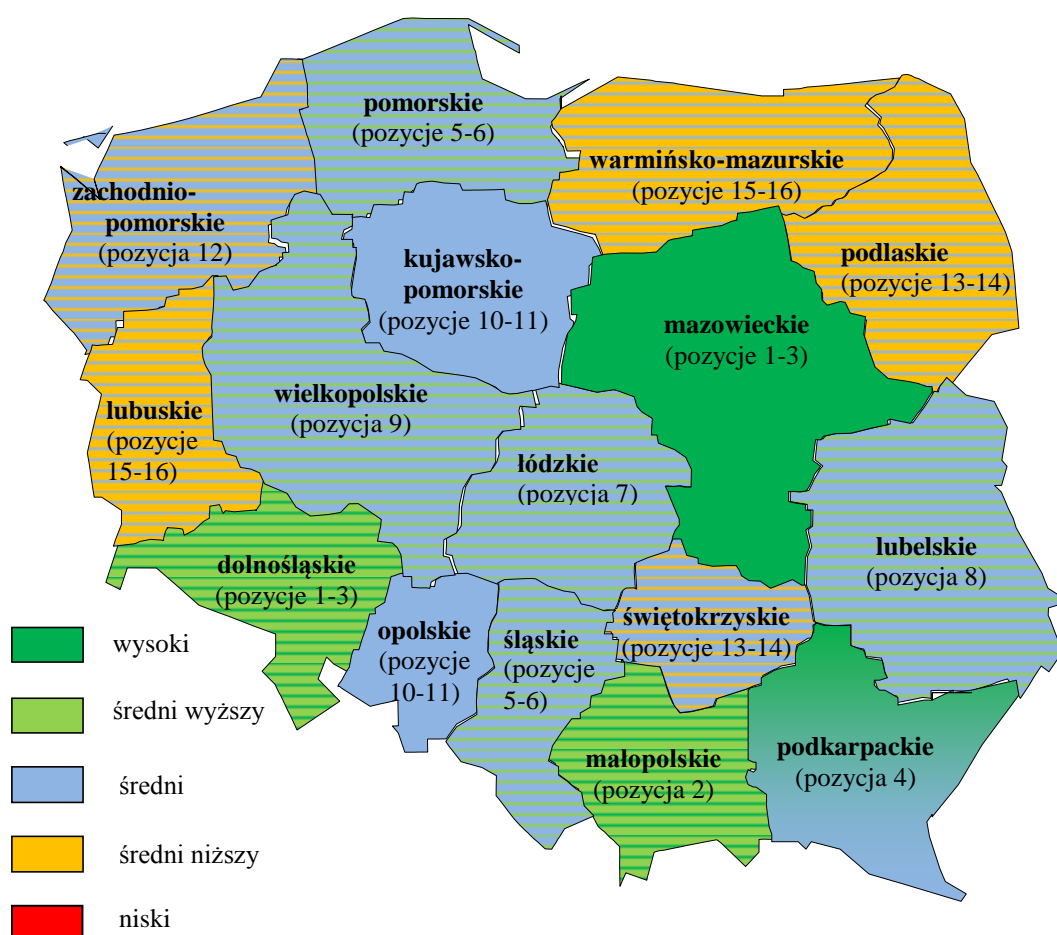 pomorskie
(pozycje 5-6)
warmińsko-mazurskie
(pozycje 15-16)
zachodnio-
pomorskie
(pozycja 12)
podlaskie
(pozycje 13-14)
kujawsko-
pomorskie
(pozycje 10-11)
mazowieckie
(pozycje 1-3)
wielkopolskie
(pozycja 9)
lubuskie
(pozycje
15-16)
łódzkie
(pozycja 7)
lubelskie
(pozycja 8)
dolnośląskie
(pozycje 1-3)
opolskie
(pozycje
10-11)
śląskie
(pozycje
5-6)
świętokrzyskie
(pozycje 13-14)
małopolskie
(pozycja 2)
podkarpackie
(pozycja 4)
wysoki
średni wyższy
średni
średni niższy
niski